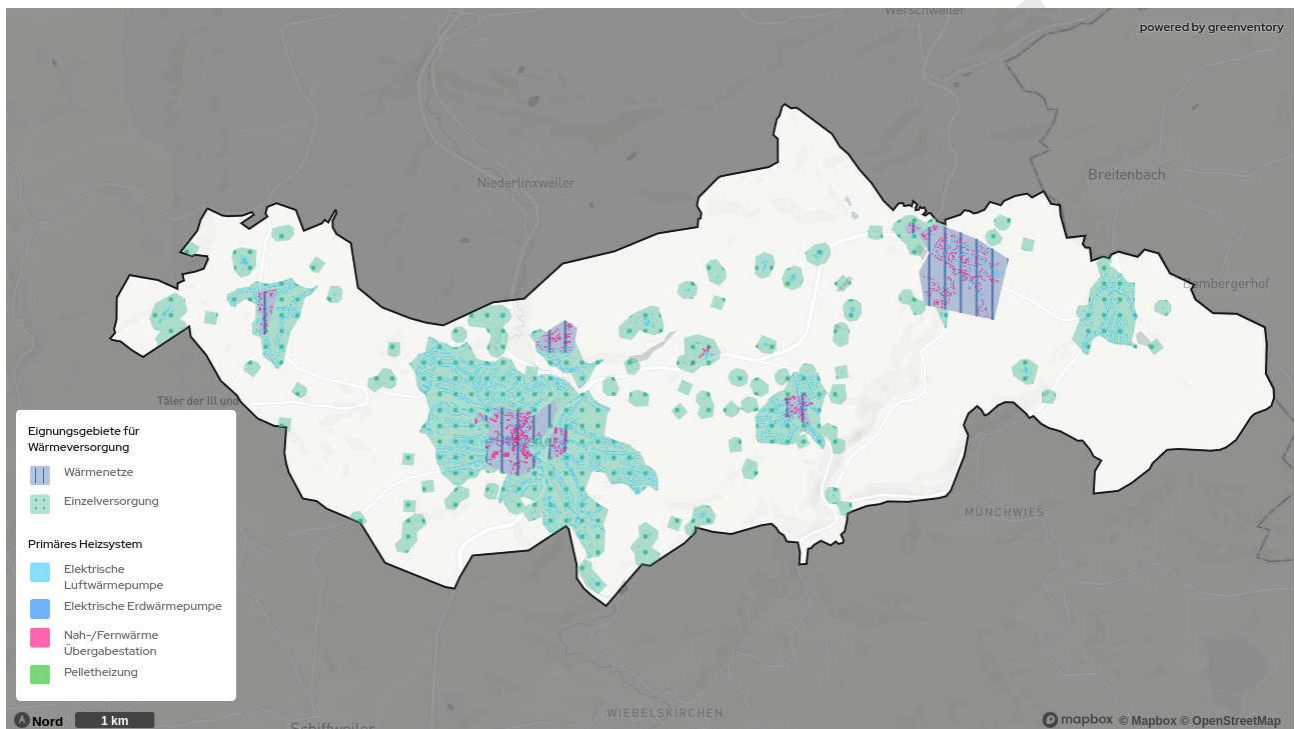 Werschweiler
powered by greenventory
Breitenbach
Niederlinxweiler
Bambergerhof
Täler der Ill und
Eignungsgebiete für
Wärmeversorgung
Wärmenetze
Einzelversorgung
Primäres Heizsystem
Elektrische
Luftwärmepumpe
Elektrische Erdwärmepumpe
Nah-/Fernwärme
Übergabestation
Pelletheizung
MÜNCHWIES
WIEBELSKIRCHEN
Schiffweiler
Nord
1 km
mapbox © Mapbox © OpenStreetMap